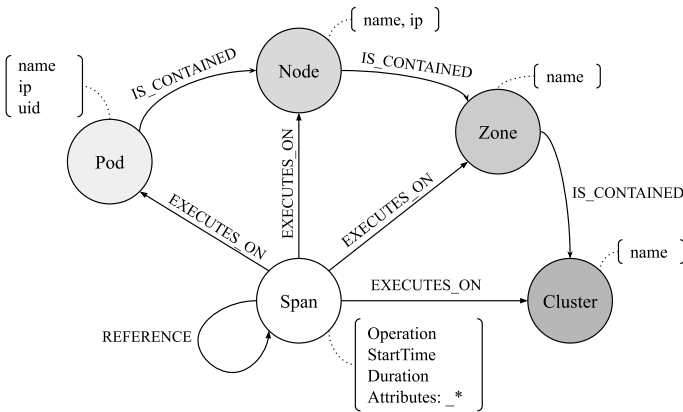 name, ip
name
ip
uid
IS_CONTAINED
Node
IS_CONTAINED
name
Pod
Zone
EXECUTES_ON
EXECUTES_ON
EXECUTES_ON
IS_CONTAINED
name
Span
EXECUTES_ON
Cluster
REFERENCE
Operation
StartTime
Duration
Attributes: _*